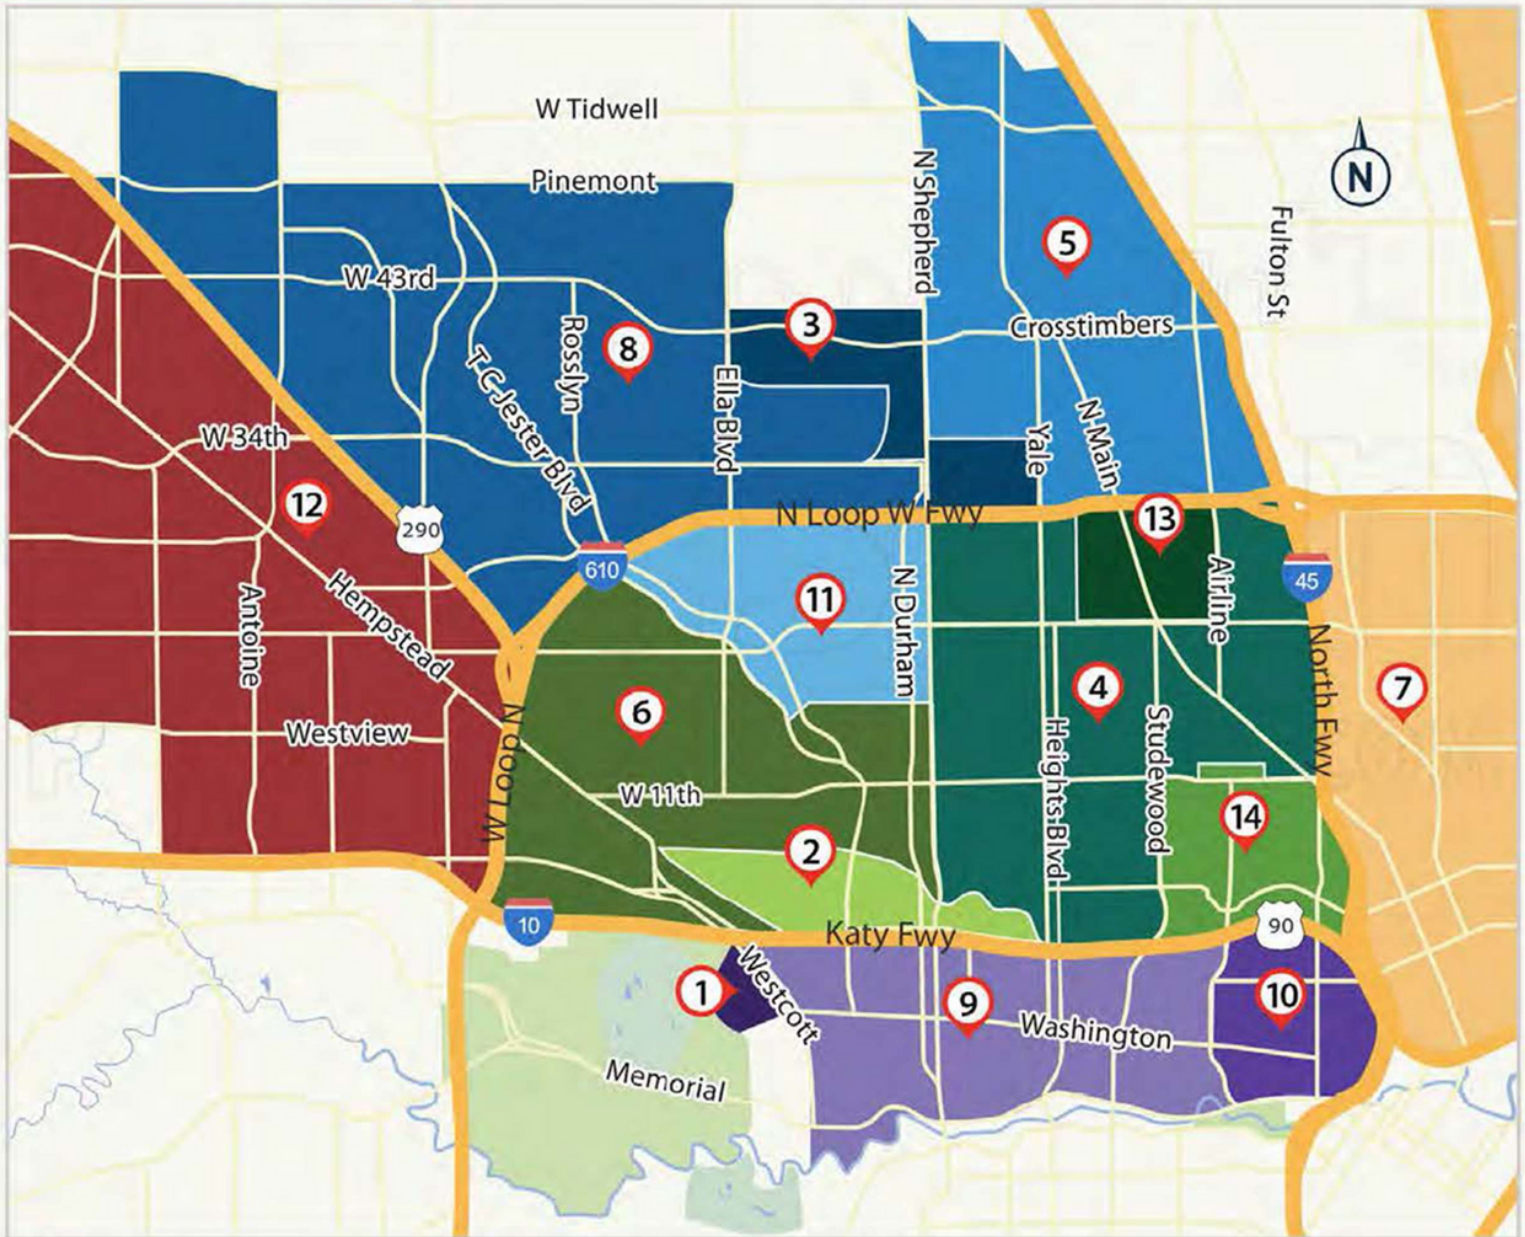 W Tidwell
Pinemont
N
N Shepherd
Fulton St
5
W 43rd
3
Crosstimbers
8
Rosslyn
T C Jester Blvd
Ella Blvd
Yale
N Main
W 34th
12
290
N Loop W Fwy
13
610
45
Antoine
Hempstead
11
N Durham
Airline
North Fwy
6
4
7
Westview
W Loop N
Heights Blvd
Studewood
W 11th
14
2
10
Katy Fwy
90
1
Westcott
9
10
Washington
Memorial